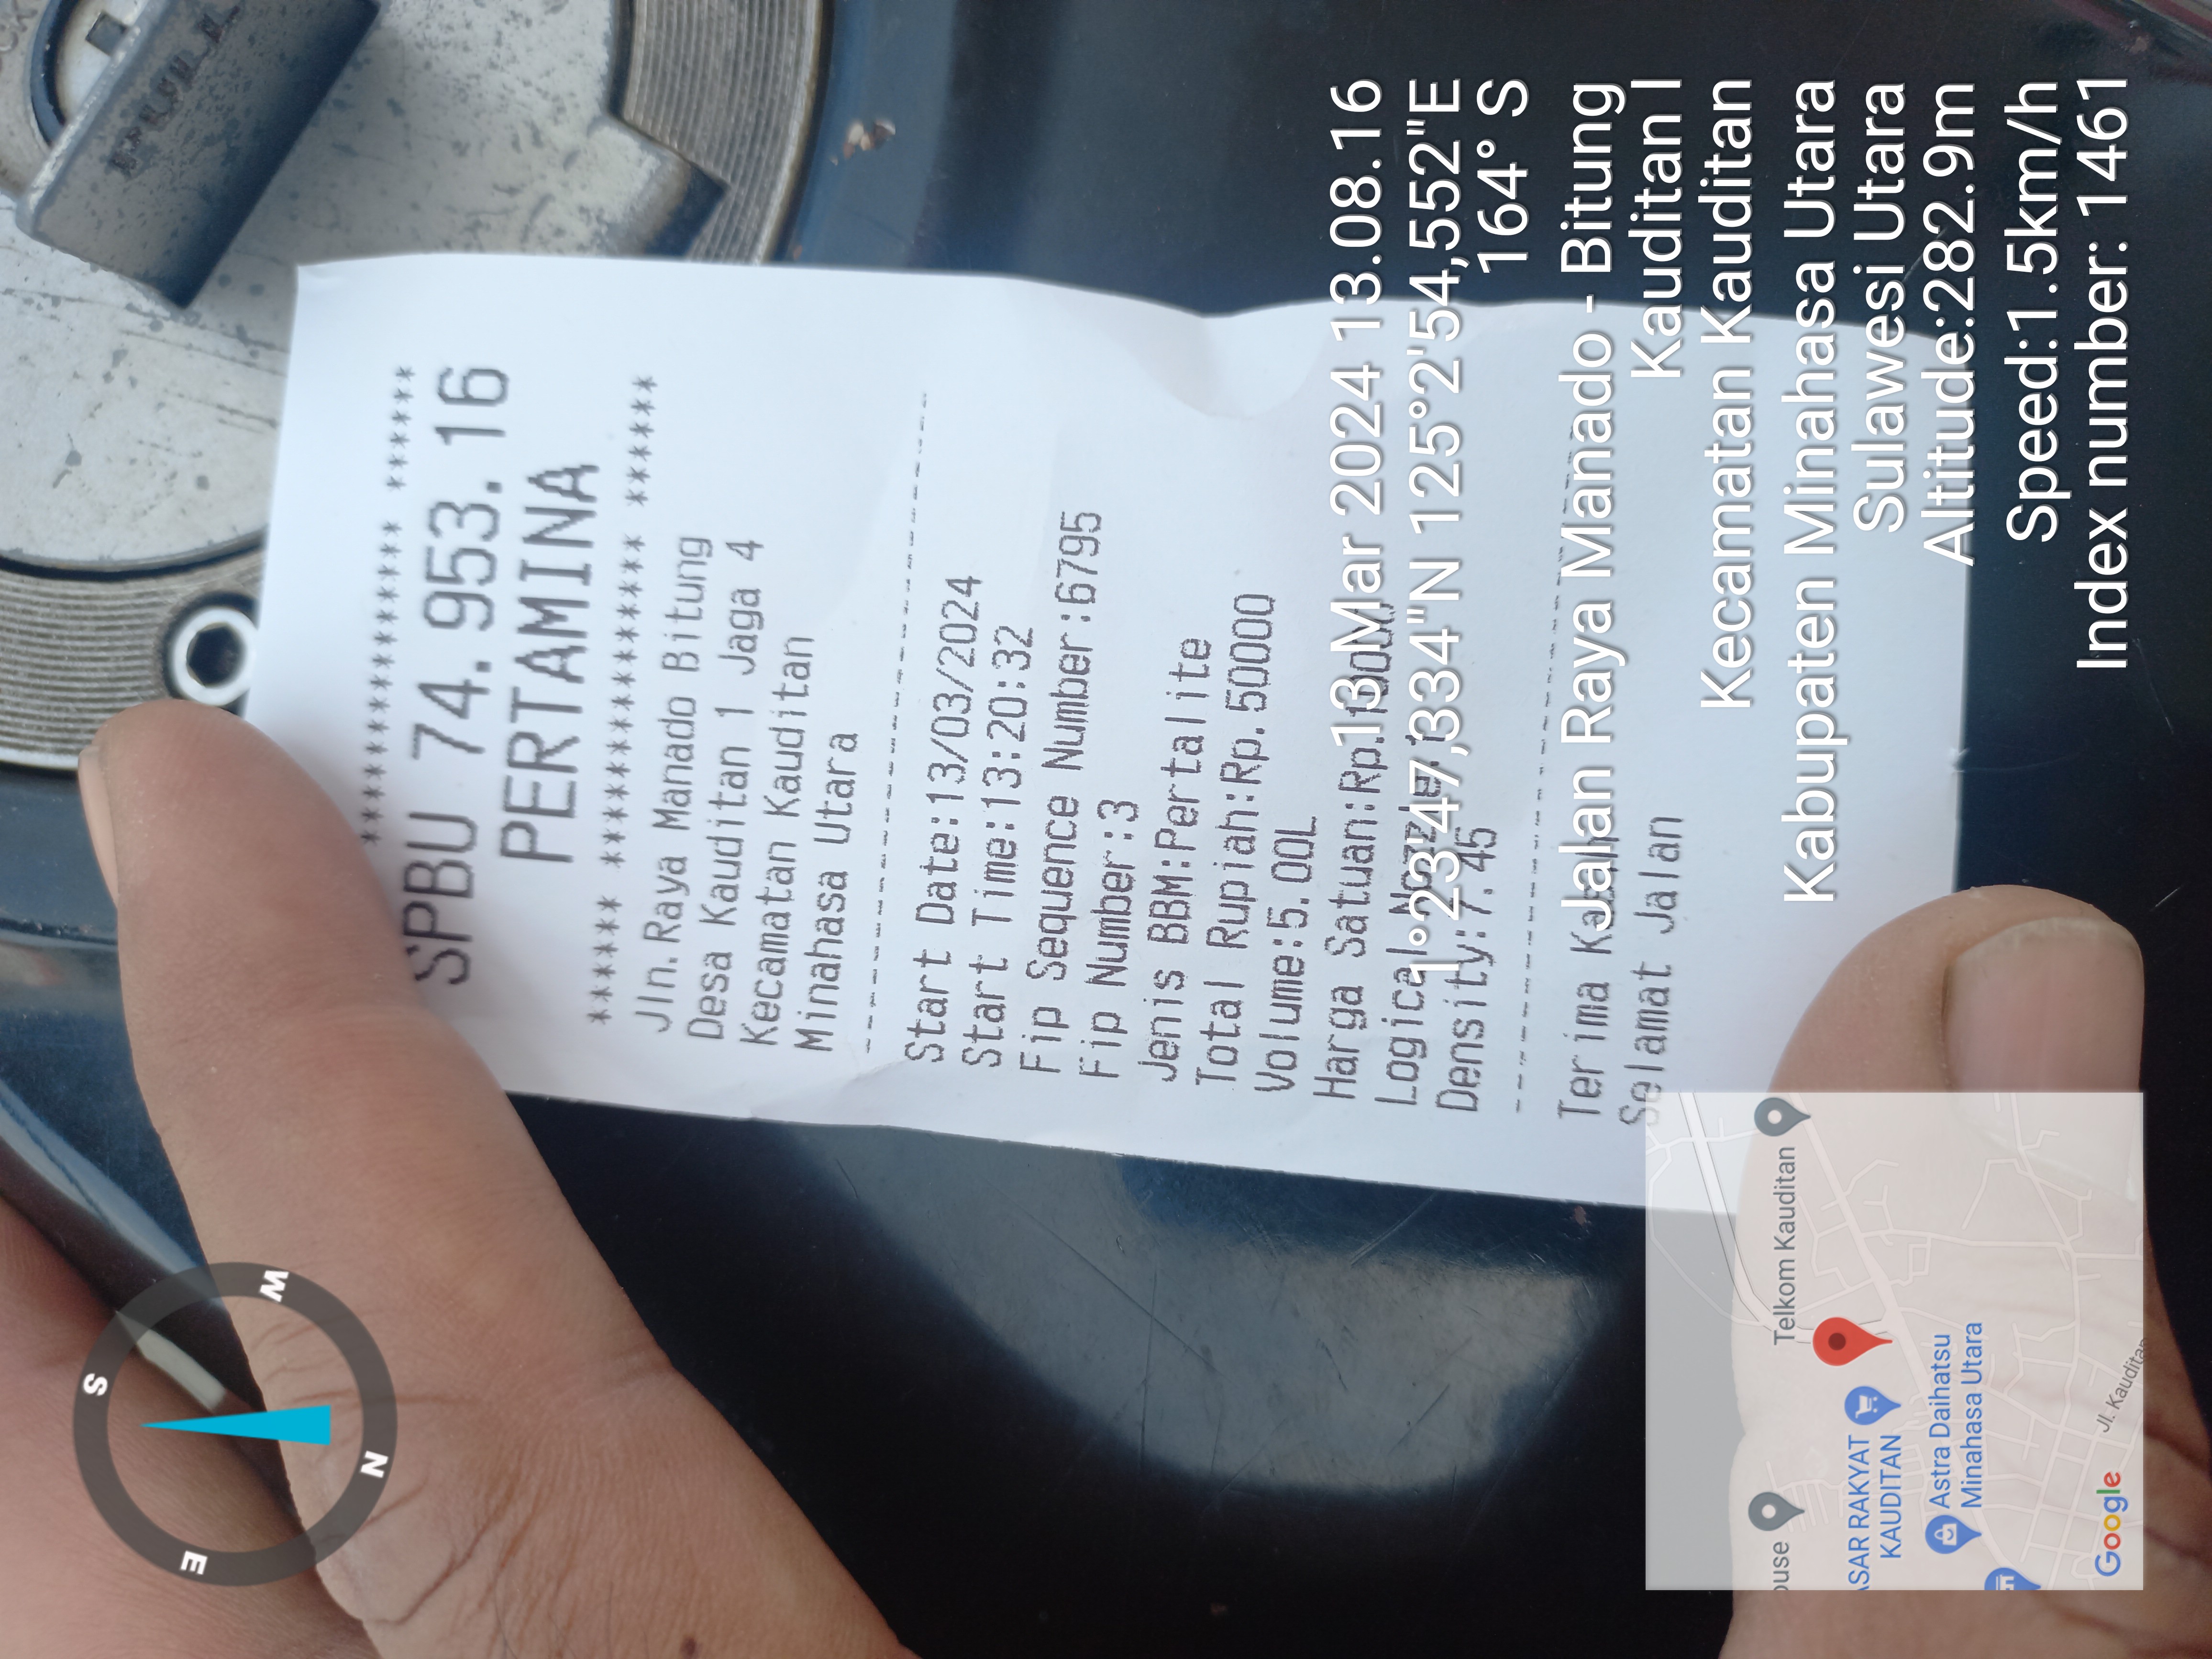 FUEL
***** ***************** *****
SPBU 74.953.16
PERTAMINA
***** ***************** *****
Jln.Raya Manado Bitung
Desa Kauditan 1 Jaga 4
Kecamatan Kauditan
Minahasa Utara
Start Date:13/03/2024
Start Time:13:20:32
Fip Sequence Number:6795
Fip Number:3
Jenis BBM:Pertalite
Total Rupiah:Rp.50000
Volume:5.00L
Harga Satuan:Rp.10000
Logical
Density:7.45
Terima
Selamat Jalan
13 Mar 2024 13.08.16
1°23'47,334"N 125°2'54,552"E
164° S
Jalan Raya Manado - Bitung
Kauditan I
Kecamatan Kauditan
Kabupaten Minahasa Utara
Sulawesi Utara
Altitude:282.9m
Speed:1.5km/h
Index number: 1461
S
W
E
N
Telkom Kauditan
ouse
ASAR RAKYAT
KAUDITAN
Astra Daihatsu
Minahasa Utara
Jl. Kauditan
Google